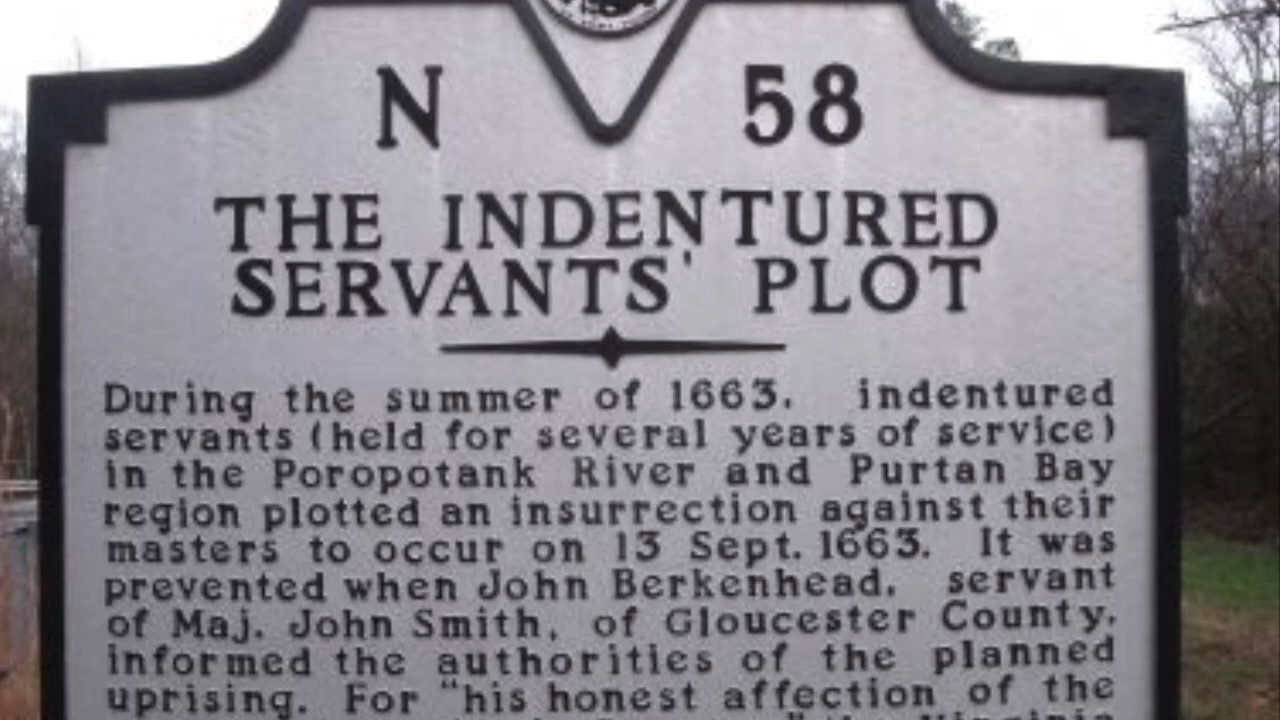 N 58
THE INDENTURED
SERVANTS' PLOT
During the summer of 1663, indentured
servants (held for several years of service)
in the Poropotank River and Purtan Bay
region plotted an insurrection against their
masters to occur on 13 Sept. 1663. It was
prevented when John Berkenhead, servant
of Maj. John Smith, of Gloucester County,
informed the authorities of the planned
uprising. For "his honest affection of the